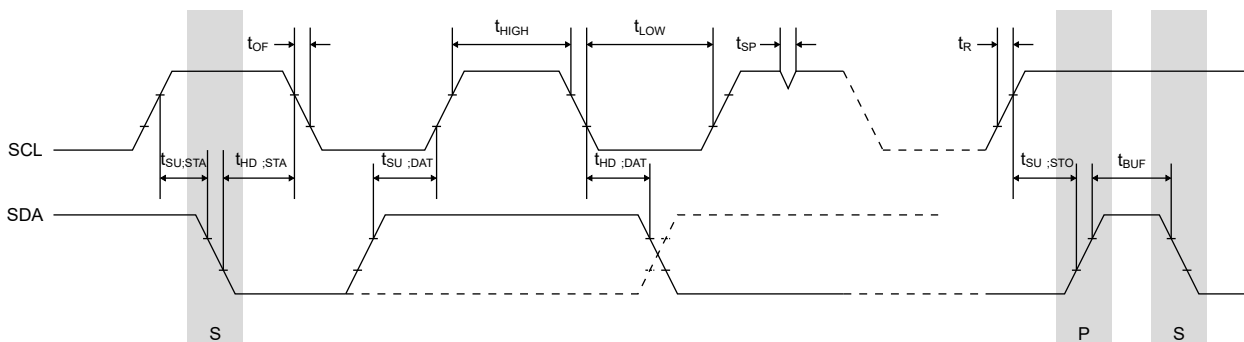 tOF
tHIGH
tLOW
tSP
tR
SCL
tSU;STA
tHD ;STA
tSU ;DAT
tHD ;DAT
tSU ;STO
tBUF
SDA
S
P
S